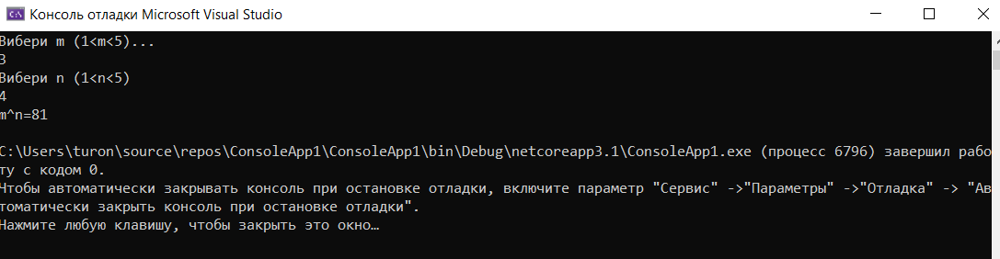 Консоль отладки Microsoft Visual Studio
Вибери m (1<m<5)...
3
Вибери n (1<n<5)
4
m^n=81
C:\Users\turon\source\repos\ConsoleApp1\ConsoleApp1\bin\Debug\netcoreapp3.1\ConsoleApp1.exe (процесс 6796) завершил рабо
ту с кодом 0.
Чтобы автоматически закрывать консоль при остановке отладки, включите параметр "Сервис" ->"Параметры" ->"Отладка" -> "Ав
томатически закрыть консоль при остановке отладки".
Нажмите любую клавишу, чтобы закрыть это окно…